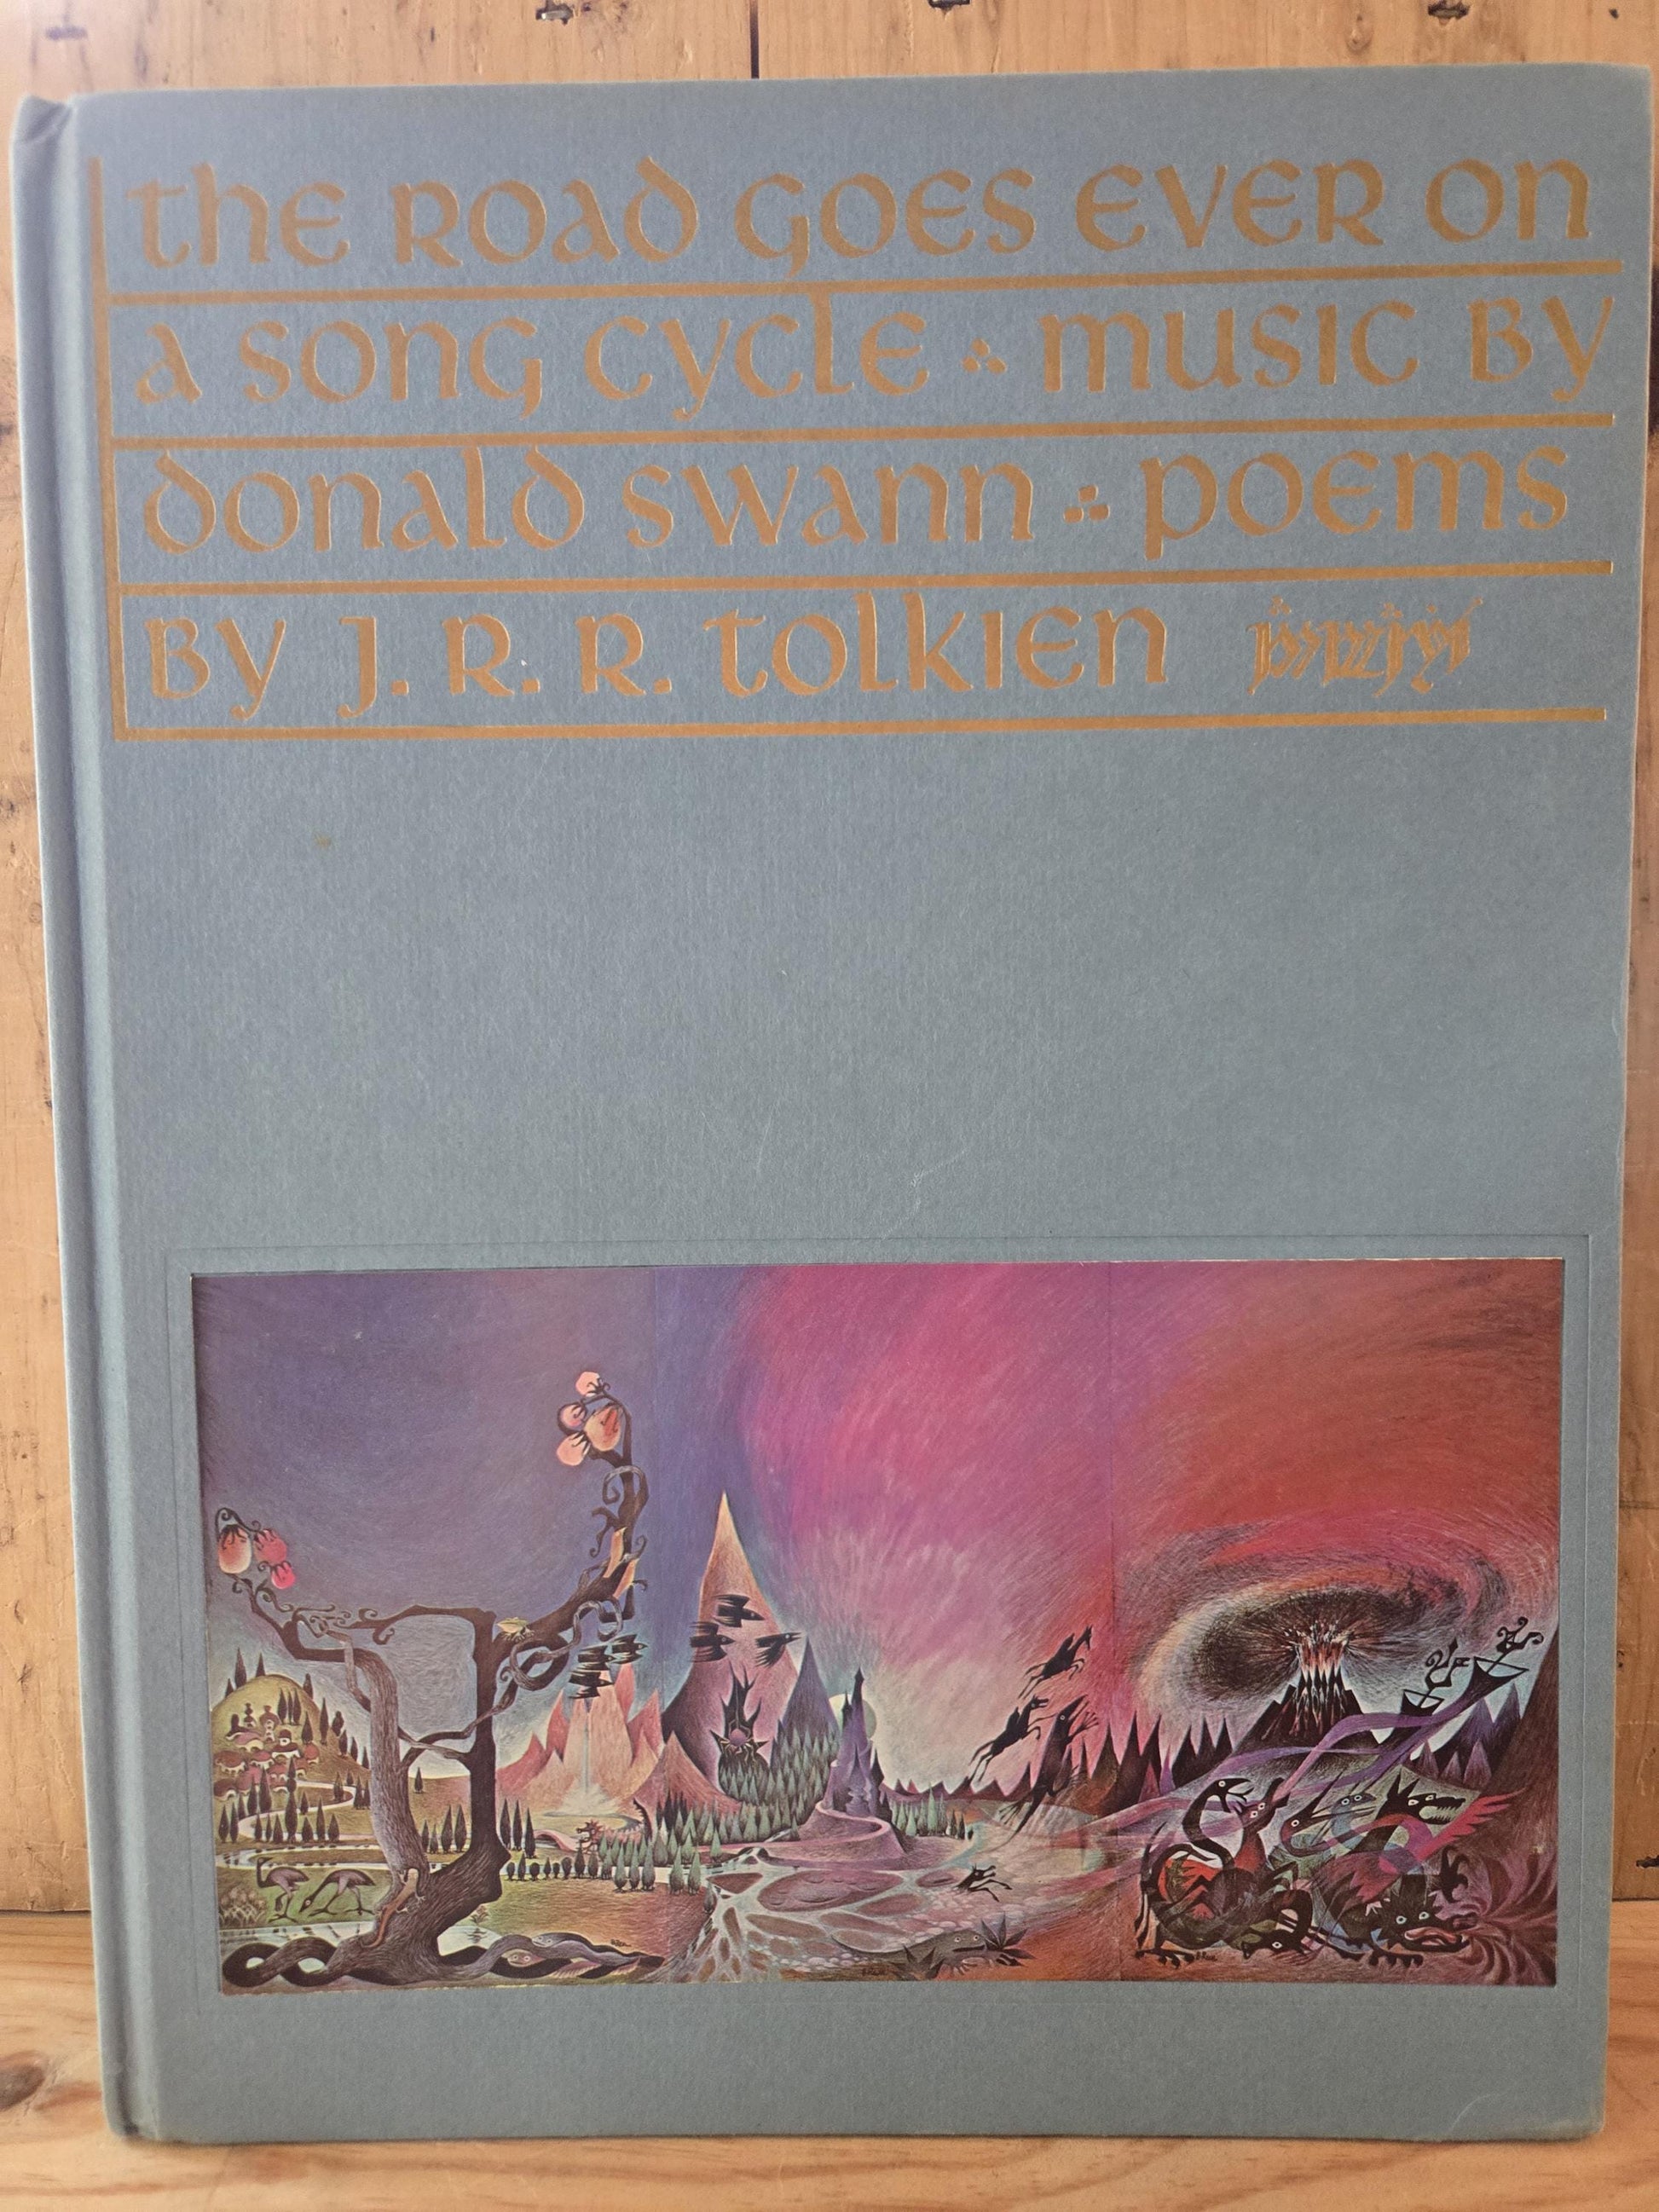 the ROad GOES EVER ON
a SONG CYClE ∴ mUSIC BY
dONald SWaNN ∴ pOEmS
BY J. R. R. tOlkIEN